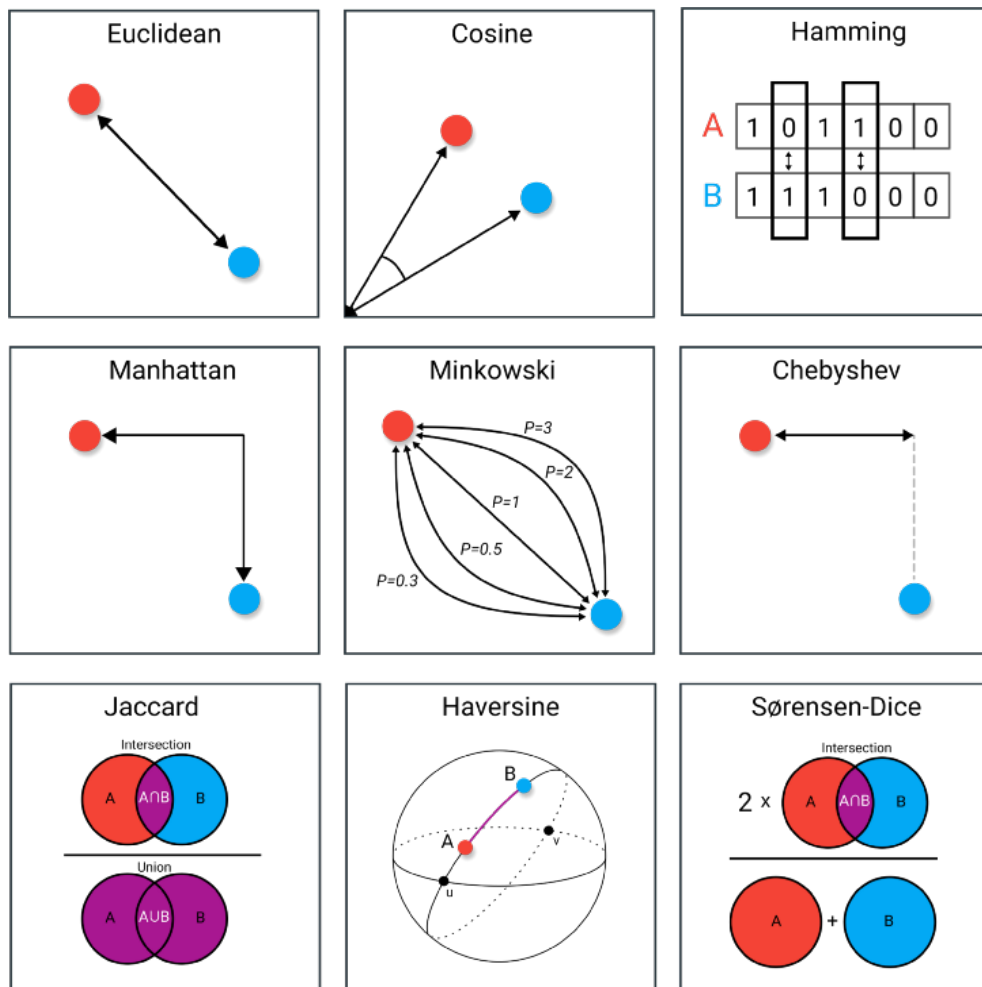 Euclidean
Cosine
Hamming
A 1 0 1 1 0 0
B 1 1 1 0 0 0
Manhattan
Minkowski
P=3
P=2
P=1
P=0.5
P=0.3
Chebyshev
Jaccard
Intersection
A A∩B B
Union
A A∪B B
Haversine
B
A
v
u
Sørensen-Dice
Intersection
2 x A A∩B B
A + B